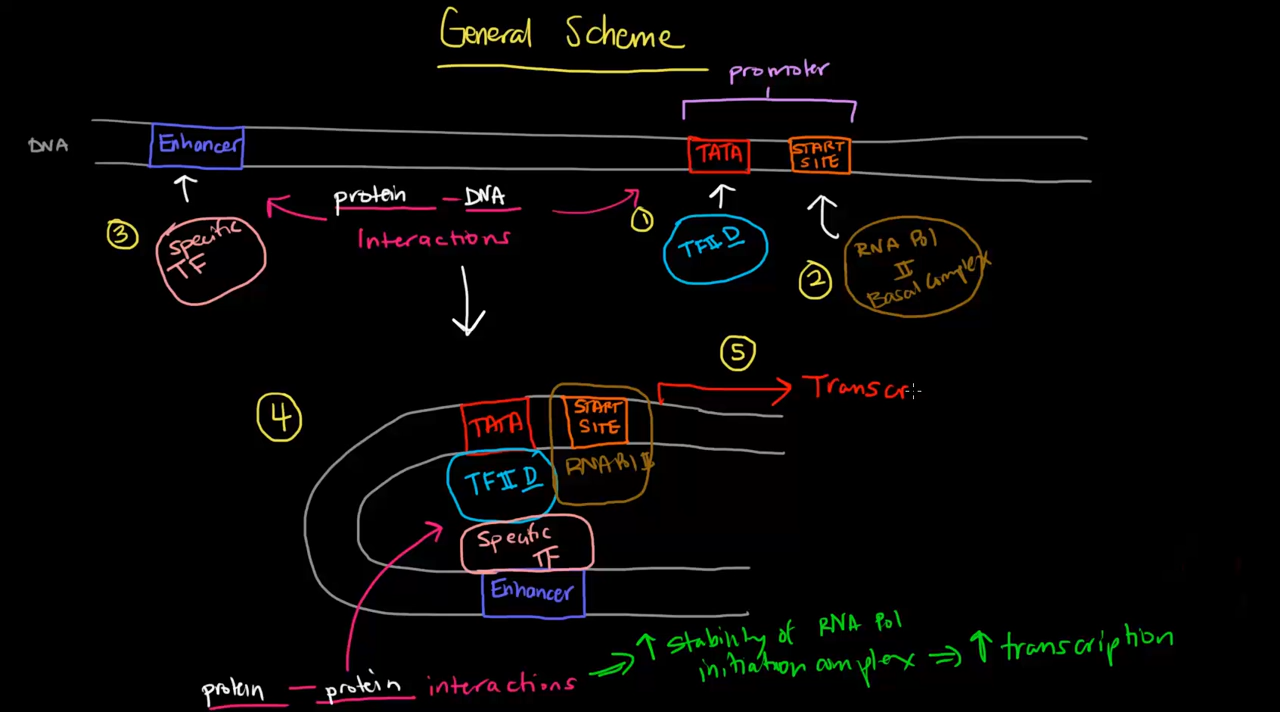 General Scheme
promoter
DNA
Enhancer
TATA
START
SITE
protein - DNA
Interactions
3
Specific
TF
1
TFII D
2
RNA Pol
II
Basal Complex
5
Transcr
4
TATA
START
SITE
TFII D
RNA Pol II
Specific
TF
Enhancer
protein - protein interactions ⇒ ↑ stability of RNA Pol
initiation complex ⇒ ↑ transcription